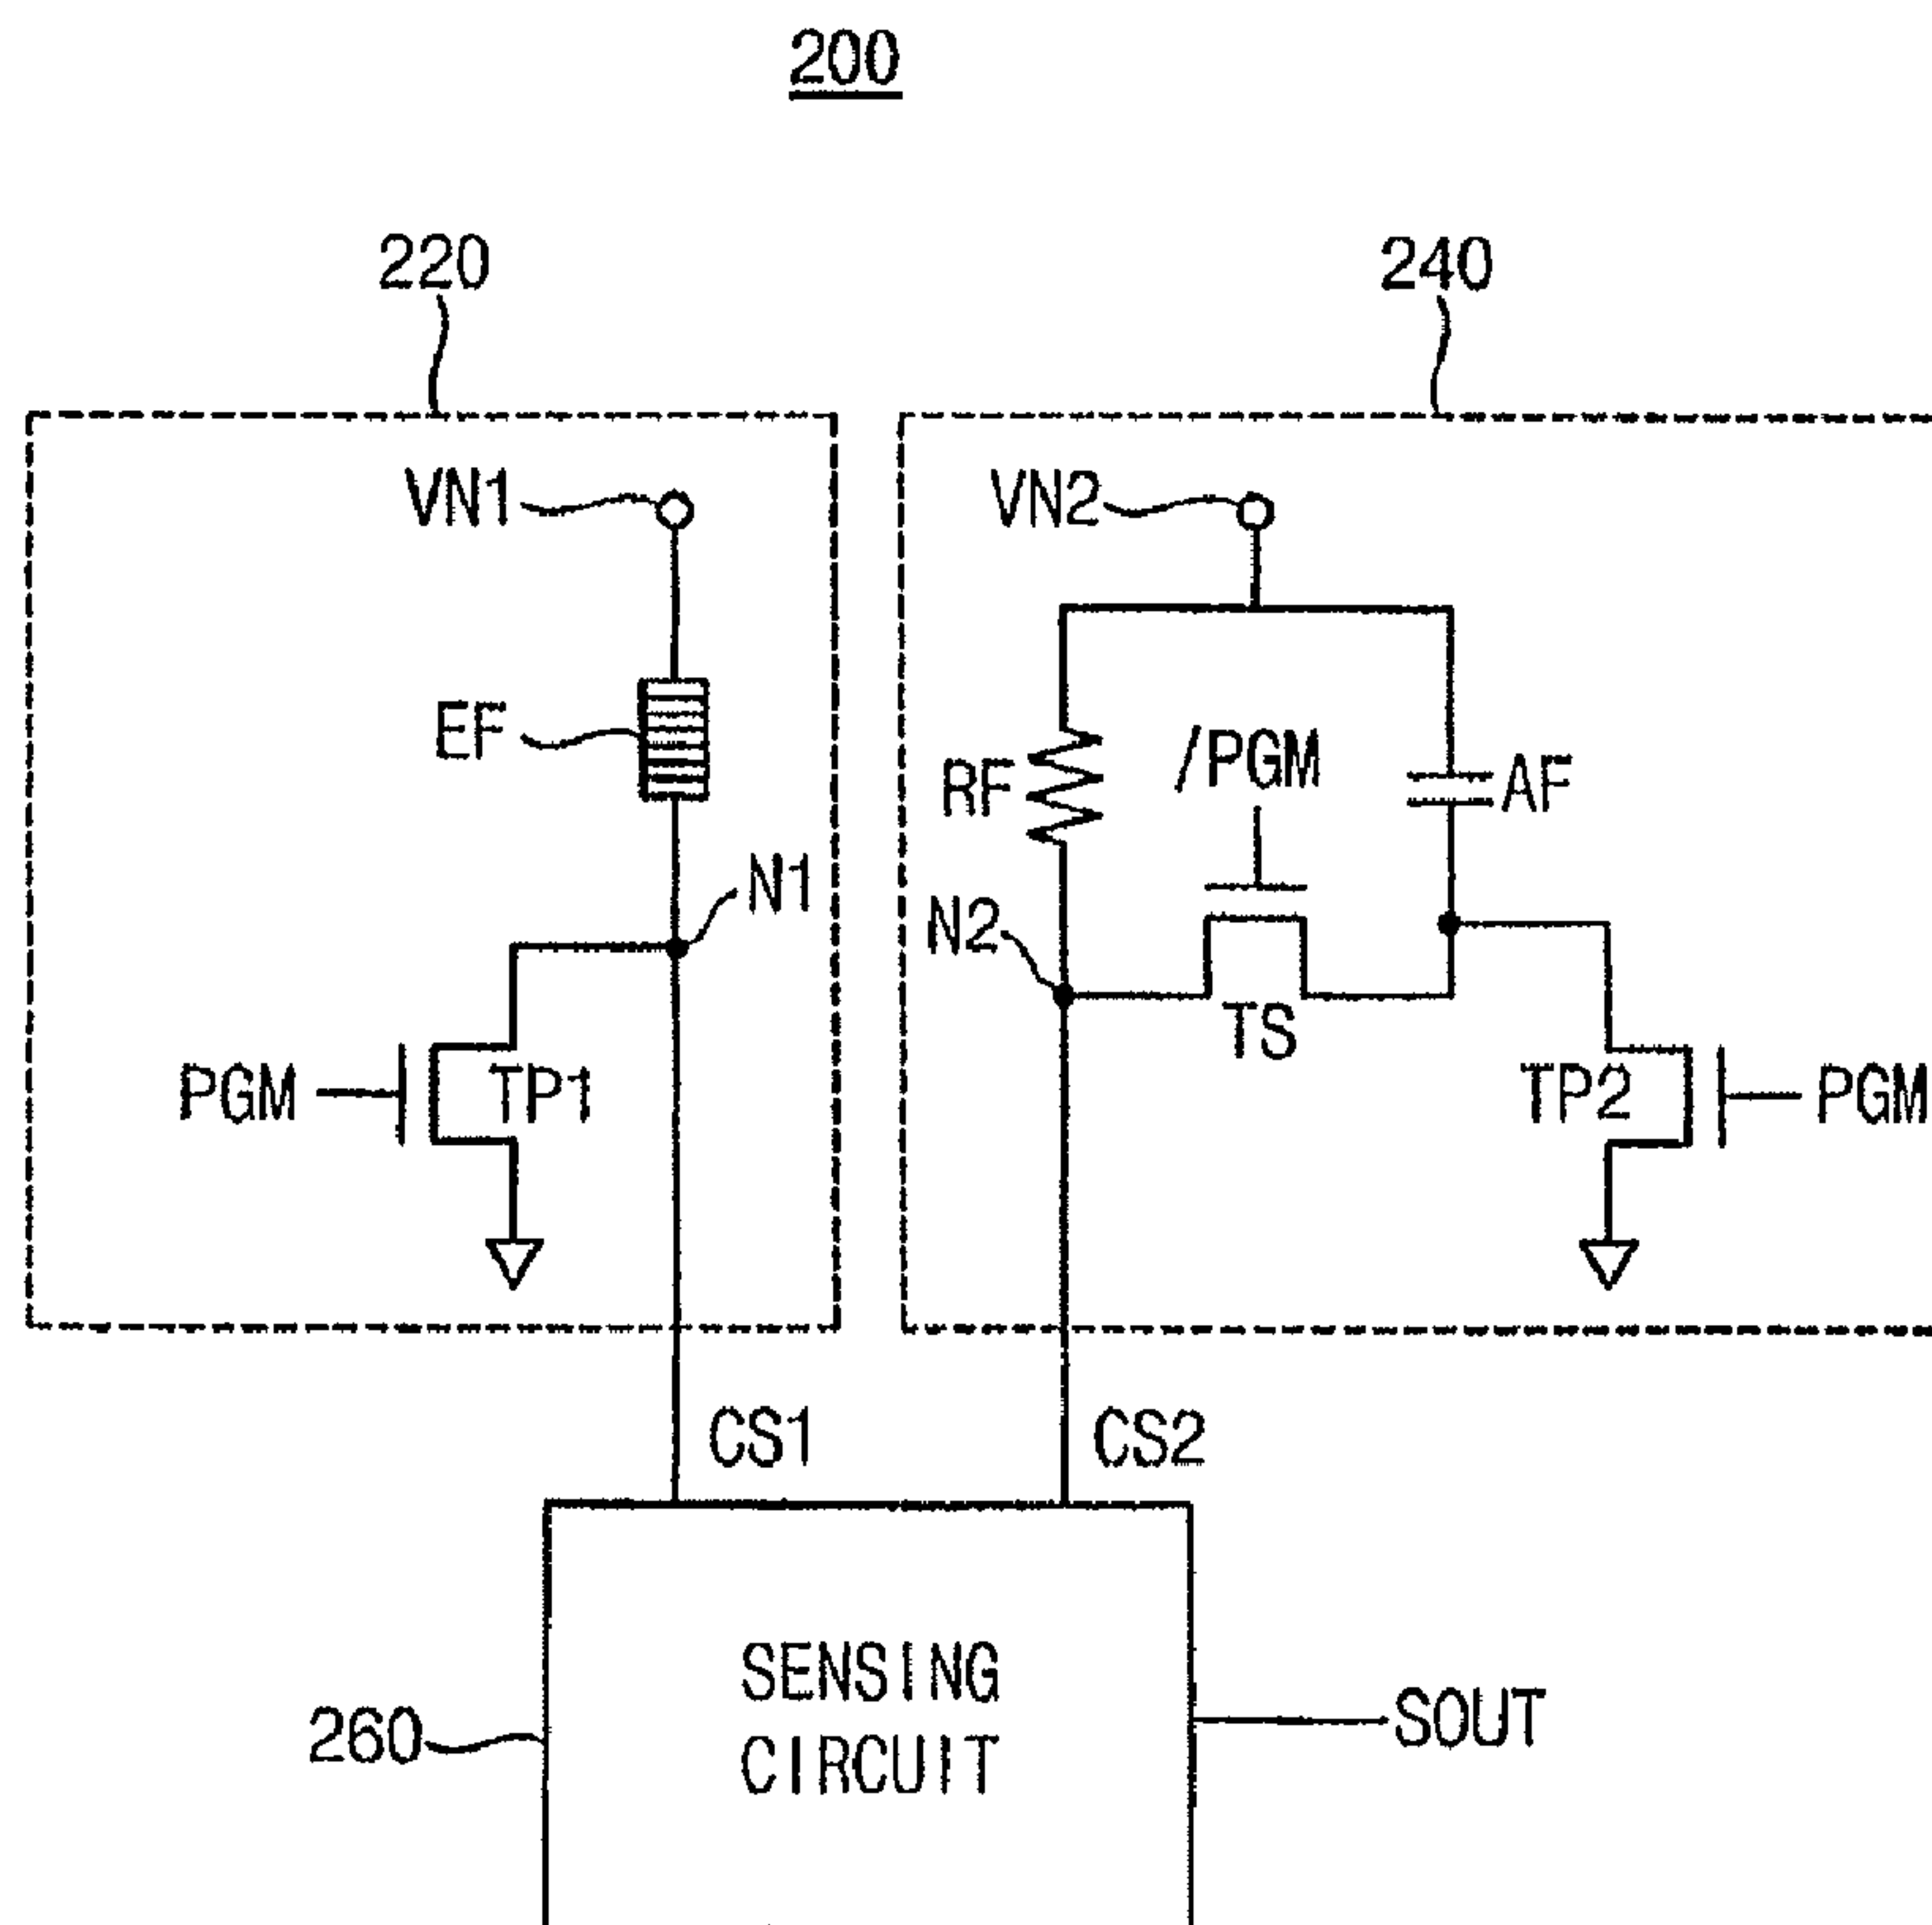 200
220
240
VN1
VN2
EF
RF
/PGM
AF
N1
N2
TS
PGM
TP1
TP2
PGM
CS1
CS2
SENSING
CIRCUIT
260
SOUT